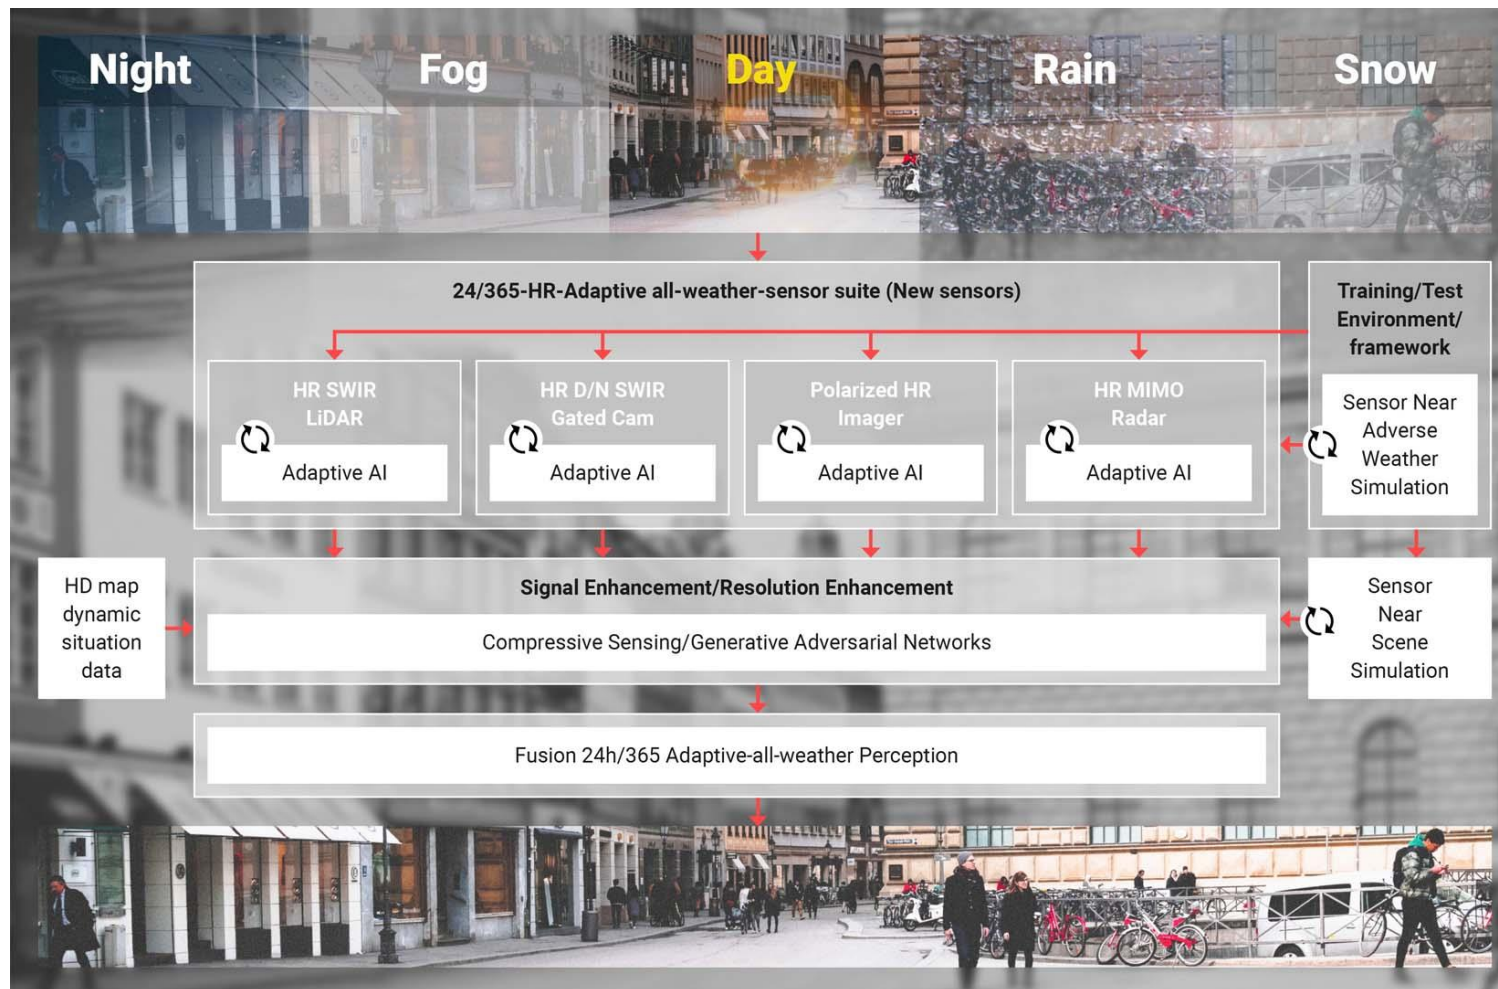 Night
Fog
Day
Rain
Snow
24/365-HR-Adaptive all-weather-sensor suite (New sensors)
Training/Test
Environment/
framework
HR SWIR
LiDAR
Adaptive AI
HR D/N SWIR
Gated Cam
Adaptive AI
Polarized HR
Imager
Adaptive AI
HR MIMO
Radar
Adaptive AI
Sensor Near
Adverse
Weather
Simulation
HD map
dynamic
situation
data
Signal Enhancement/Resolution Enhancement
Compressive Sensing/Generative Adversarial Networks
Sensor
Near
Scene
Simulation
Fusion 24h/365 Adaptive-all-weather Perception